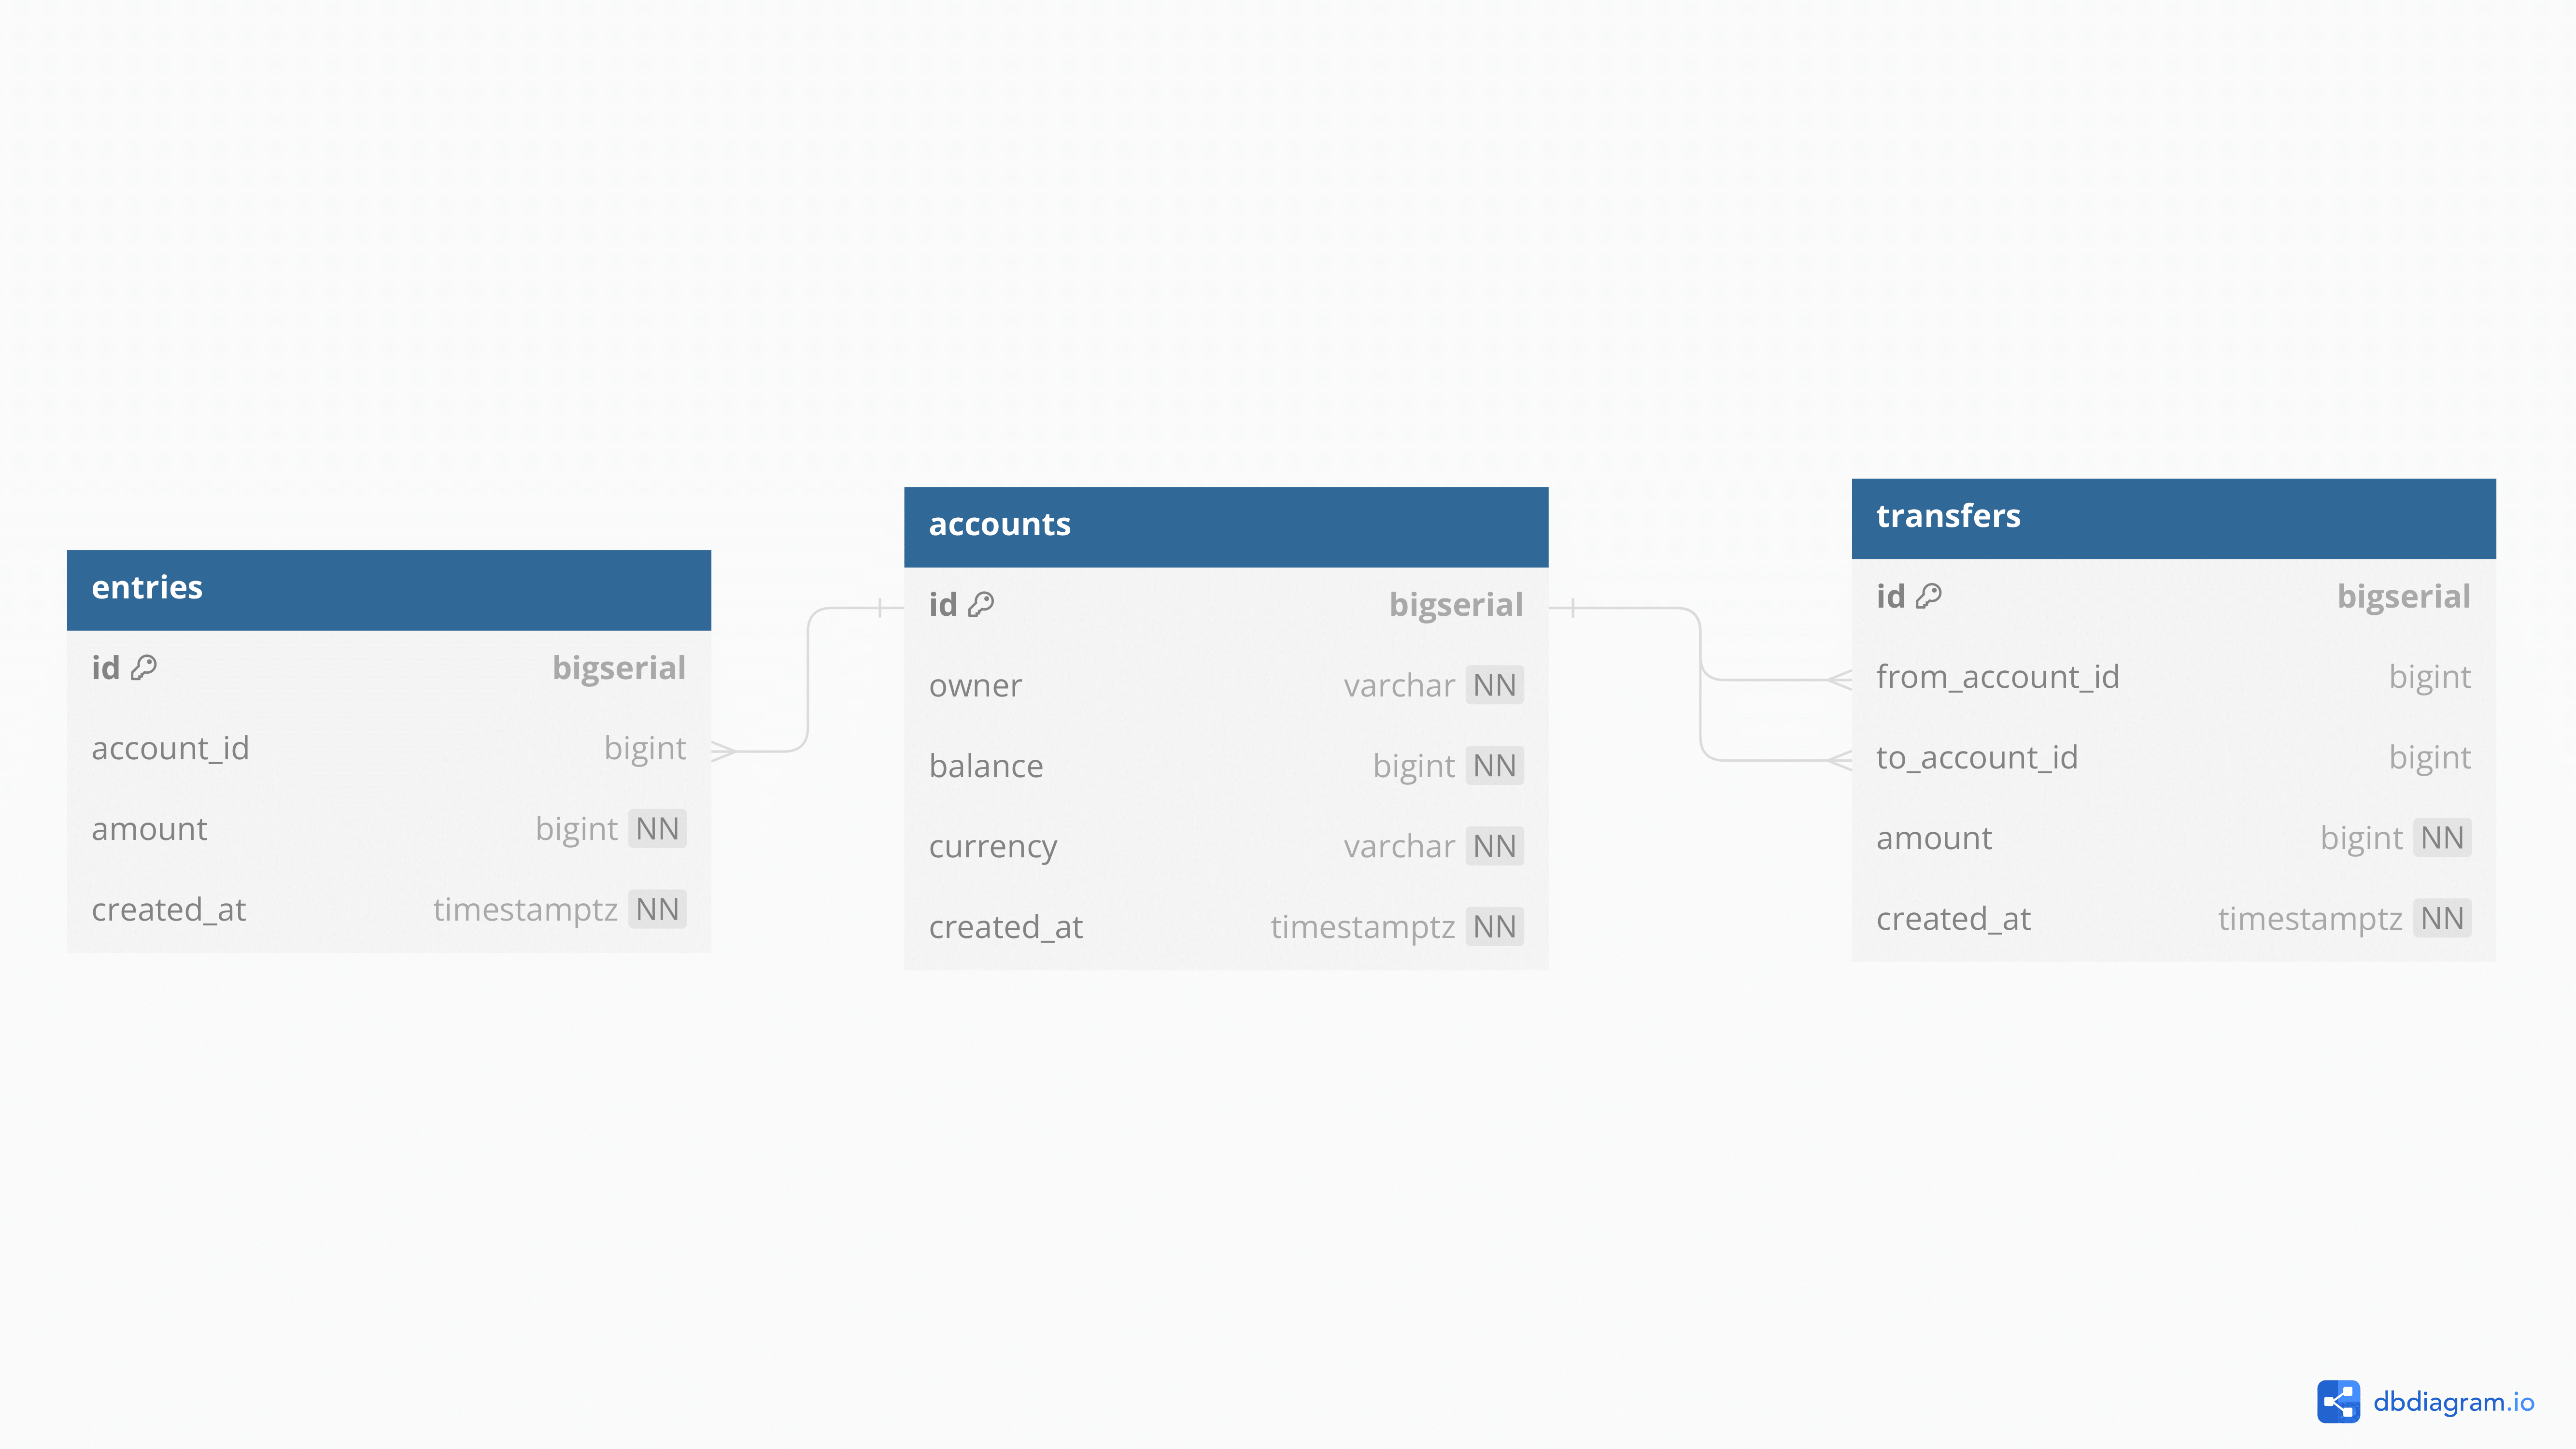 entries
id bigserial
account_id bigint
amount bigint NN
created_at timestamptz NN
accounts
id bigserial
owner varchar NN
balance bigint NN
currency varchar NN
created_at timestamptz NN
transfers
id bigserial
from_account_id bigint
to_account_id bigint
amount bigint NN
created_at timestamptz NN
dbdiagram.io